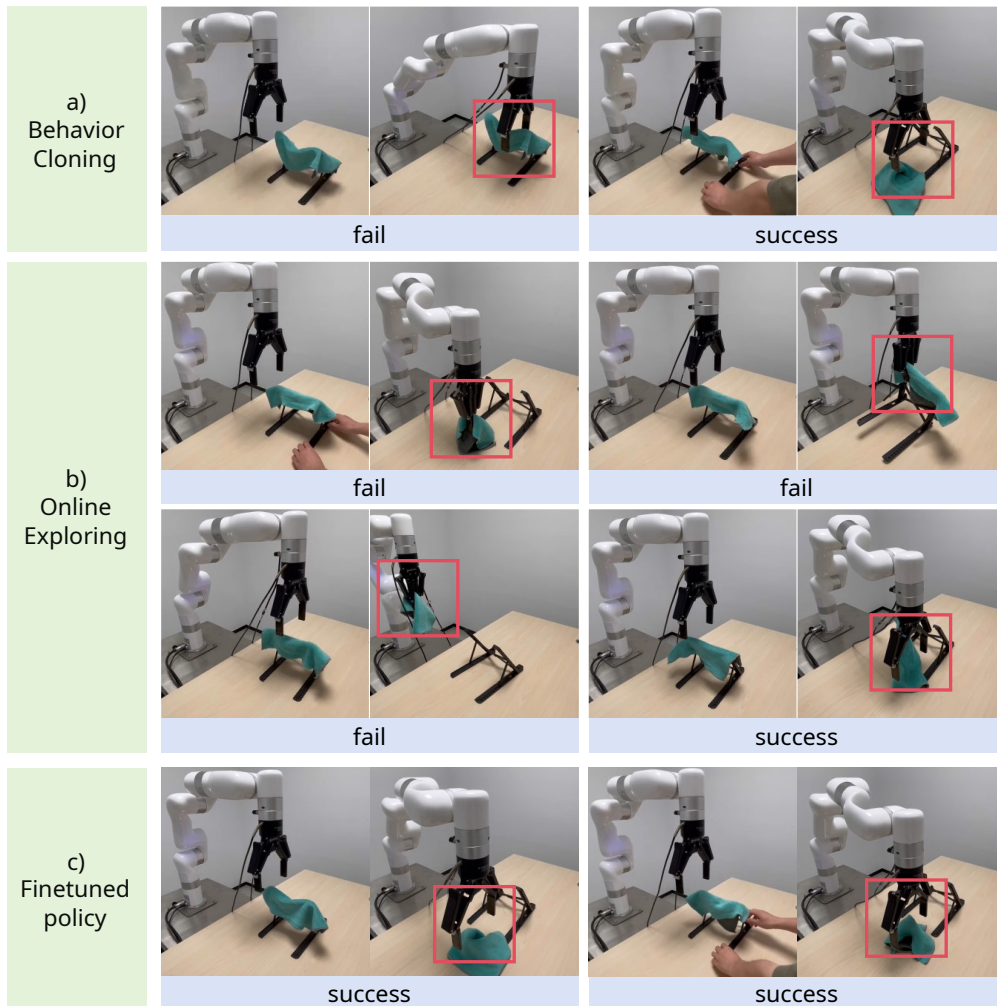 a)
Behavior
Cloning
fail
success
b)
Online
Exploring
fail
fail
fail
success
c)
Finetuned
policy
success
success